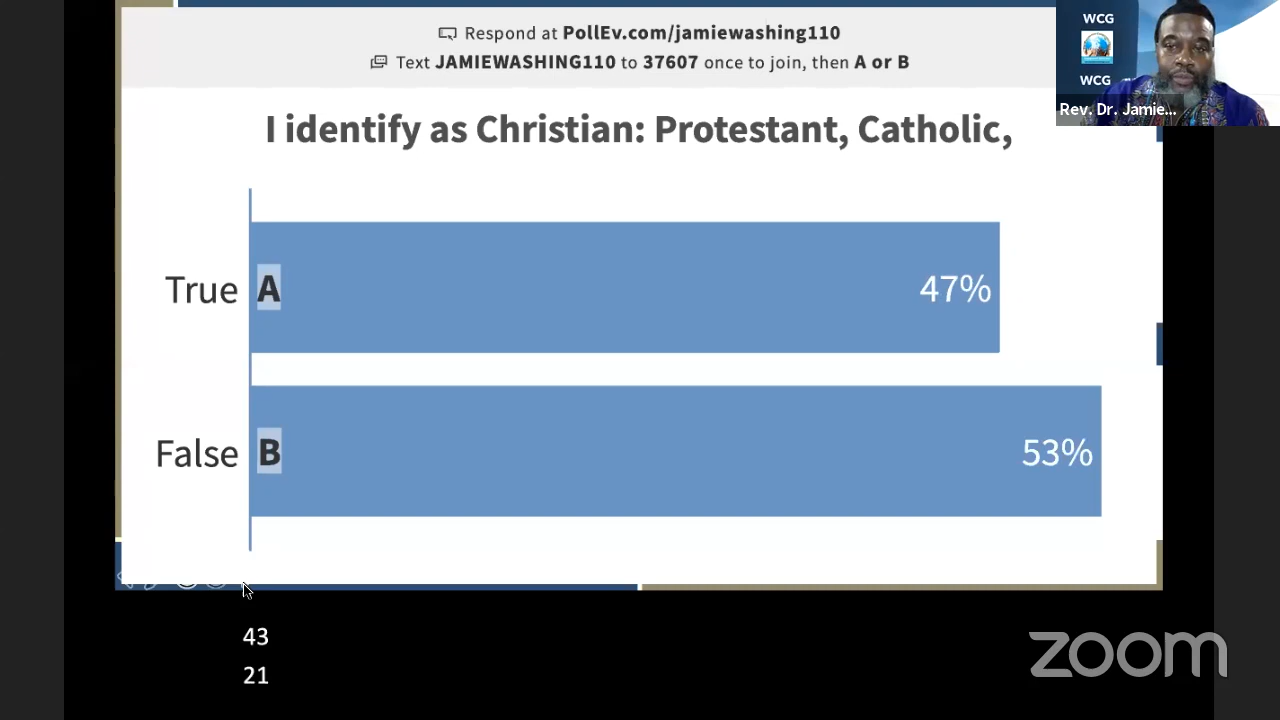 Respond at PollEv.com/jamiewashing110
Text JAMIEWASHING110 to 37607 once to join, then A or B
WCG
WCG
Rev. Dr. Jamie...
I identify as Christian: Protestant, Catholic,
True A 47%
False B 53%
43
21
zoom